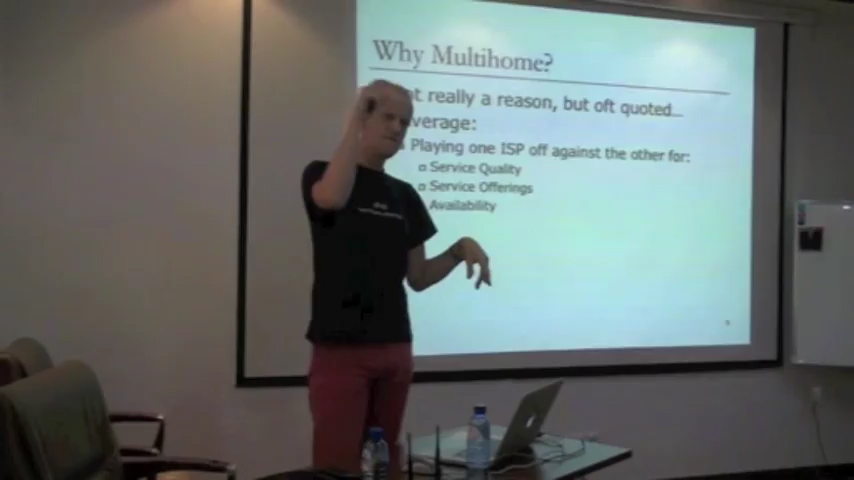 Why Multihome?
really a reason, but oft quoted...
verage:
Playing one ISP off against the other for:
Service Quality
Service Offerings
Availability